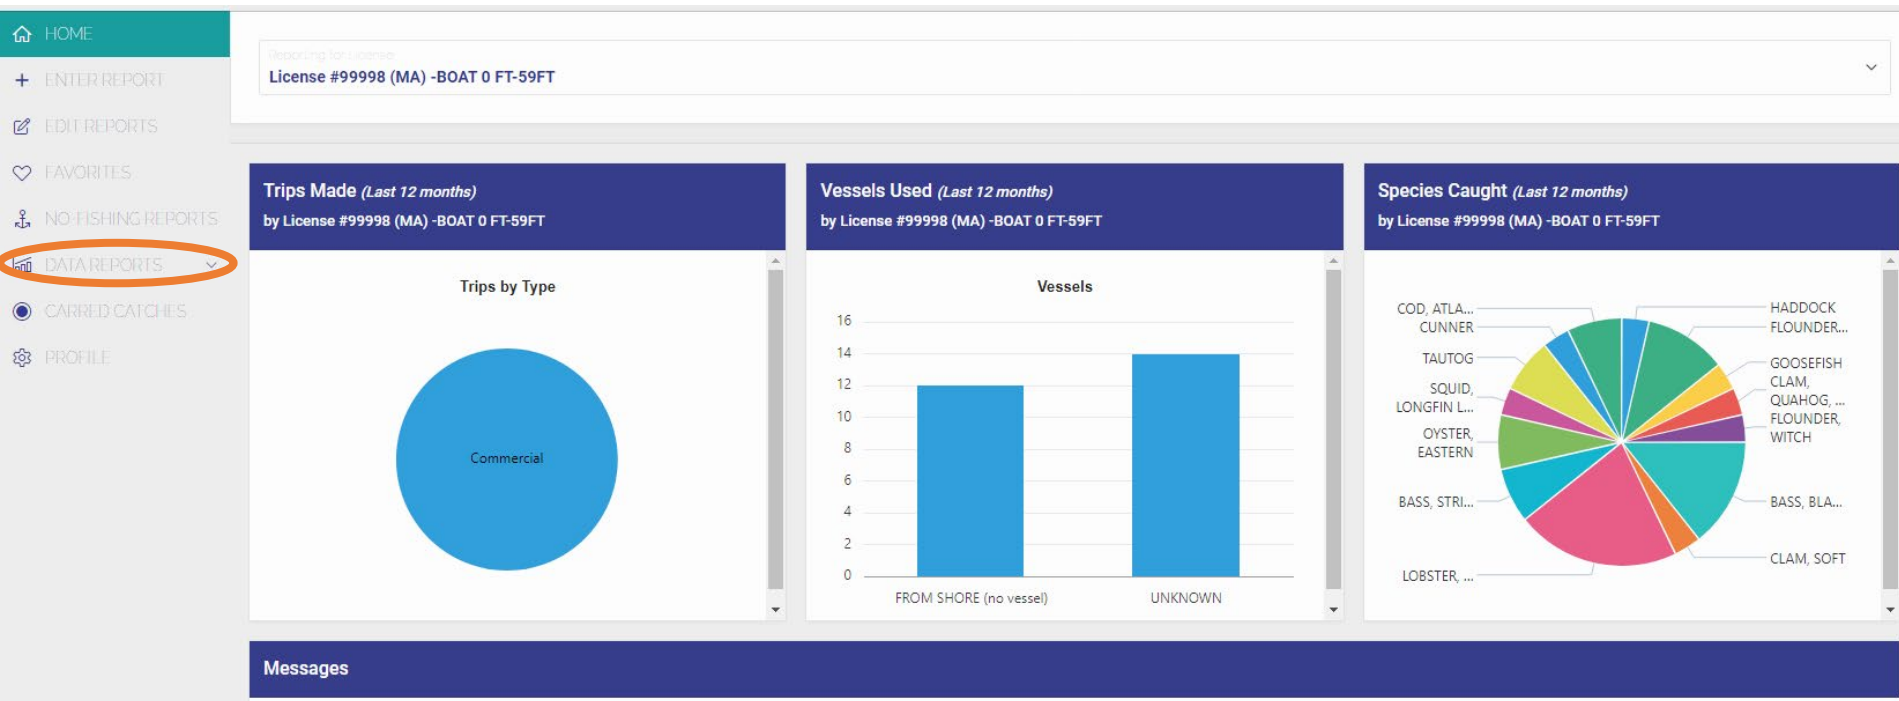 HOME
ENTER REPORT
EDIT REPORTS
FAVORITES
NO-FISHING REPORTS
DATA REPORTS
CARRED CATCHES
PROFILE
Reporting for License
License #99998 (MA) -BOAT 0 FT-59FT
Trips Made (Last 12 months)
by License #99998 (MA) -BOAT 0 FT-59FT
Trips by Type
Commercial
Vessels Used (Last 12 months)
by License #99998 (MA) -BOAT 0 FT-59FT
Vessels
16
14
12
10
8
6
4
2
0
FROM SHORE (no vessel)
UNKNOWN
Species Caught (Last 12 months)
by License #99998 (MA) -BOAT 0 FT-59FT
COD, ATLA...
CUNNER
TAUTOG
SQUID,
LONGFIN L...
OYSTER,
EASTERN
BASS, STRI...
LOBSTER, ...
HADDOCK
FLOUNDER...
GOOSEFISH
CLAM,
QUAHOG, ...
FLOUNDER,
WITCH
BASS, BLA...
CLAM, SOFT
Messages